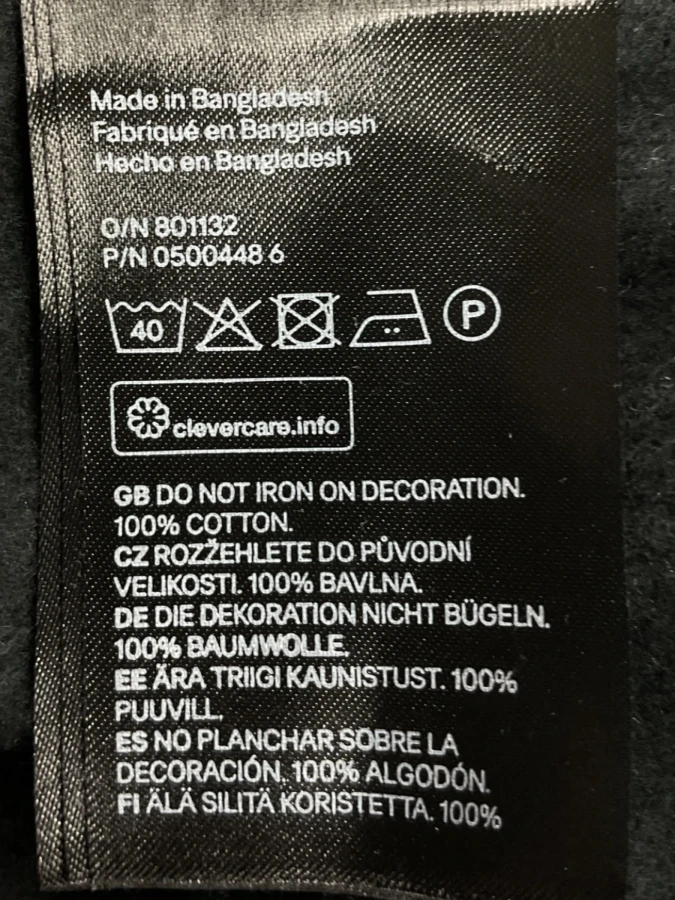 Made in Bangladesh
Fabriqué en Bangladesh
Hecho en Bangladesh
O/N 801132
P/N 0500448 6
40
P
clevercare.info
GB DO NOT IRON ON DECORATION.
100% COTTON.
CZ ROZŽEHLETE DO PŮVODNÍ
VELIKOSTI. 100% BAVLNA.
DE DIE DEKORATION NICHT BÜGELN.
100% BAUMWOLLE.
EE ÄRA TRIIGI KAUNISTUST. 100%
PUUVILL.
ES NO PLANCHAR SOBRE LA
DECORACIÓN. 100% ALGODÓN.
FI ÄLÄ SILITÄ KORISTETTA. 100%